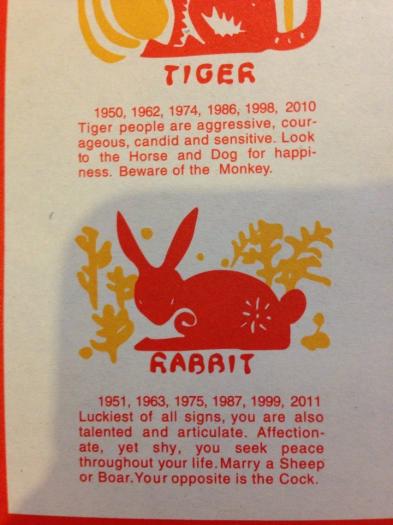 TIGER
1950, 1962, 1974, 1986, 1998, 2010
Tiger people are aggressive, cour-
ageous, candid and sensitive. Look
to the Horse and Dog for happi-
ness. Beware of the Monkey.
RABBIT
1951, 1963, 1975, 1987, 1999, 2011
Luckiest of all signs, you are also
talented and articulate. Affection-
ate, yet shy, you seek peace
throughout your life. Marry a Sheep
or Boar. Your opposite is the Cock.